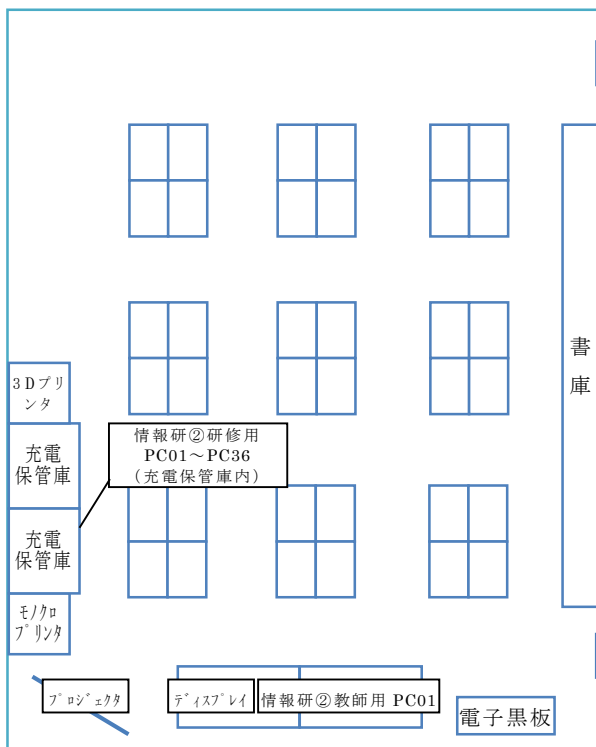 書
庫
3Dプリ
ンタ
充電
保管庫
情報研②研修用
PC01～PC36
(充電保管庫内)
充電
保管庫
ﾓﾉｸﾛ
ﾌﾟﾘﾝﾀ
ﾌﾟﾛｼﾞｪｸﾀ
ﾃﾞｨｽﾌﾟﾚｲ
情報研②教師用 PC01
電子黒板